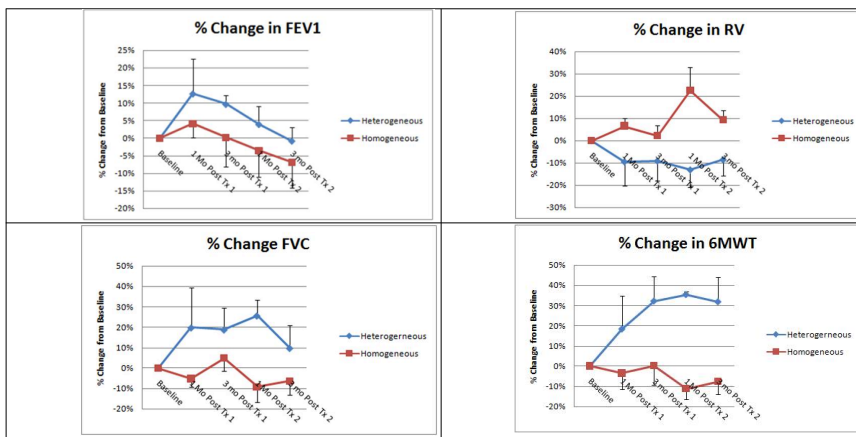 % Change in FEV1
% Change from Baseline
25%
20%
15%
10%
5%
0%
-5%
-10%
-15%
-20%
Baseline
1 Mo Post Tx 1
3 mo Post Tx 1
1 Mo Post Tx 2
3 mo Post Tx 2
Heterogeneous
Homogeneous
% Change in RV
% Change from Baseline
40%
30%
20%
10%
0%
-10%
-20%
-30%
Baseline
1 Mo Post Tx 1
3 mo Post Tx 1
1 Mo Post Tx 2
3 mo Post Tx 2
Heterogeneous
Homogeneous
% Change FVC
% Change from Baseline
50%
40%
30%
20%
10%
0%
-10%
-20%
Baseline
1 Mo Post Tx 1
3 mo Post Tx 1
1 Mo Post Tx 2
3 mo Post Tx 2
Heterogerneous
Homogeneous
% Change in 6MWT
% Change from Baseline
50%
40%
30%
20%
10%
0%
-10%
-20%
Baseline
1 Mo Post Tx 1
3 mo Post Tx 1
1 Mo Post Tx 2
3 mo Post Tx 2
Heterogerneous
Homogeneous